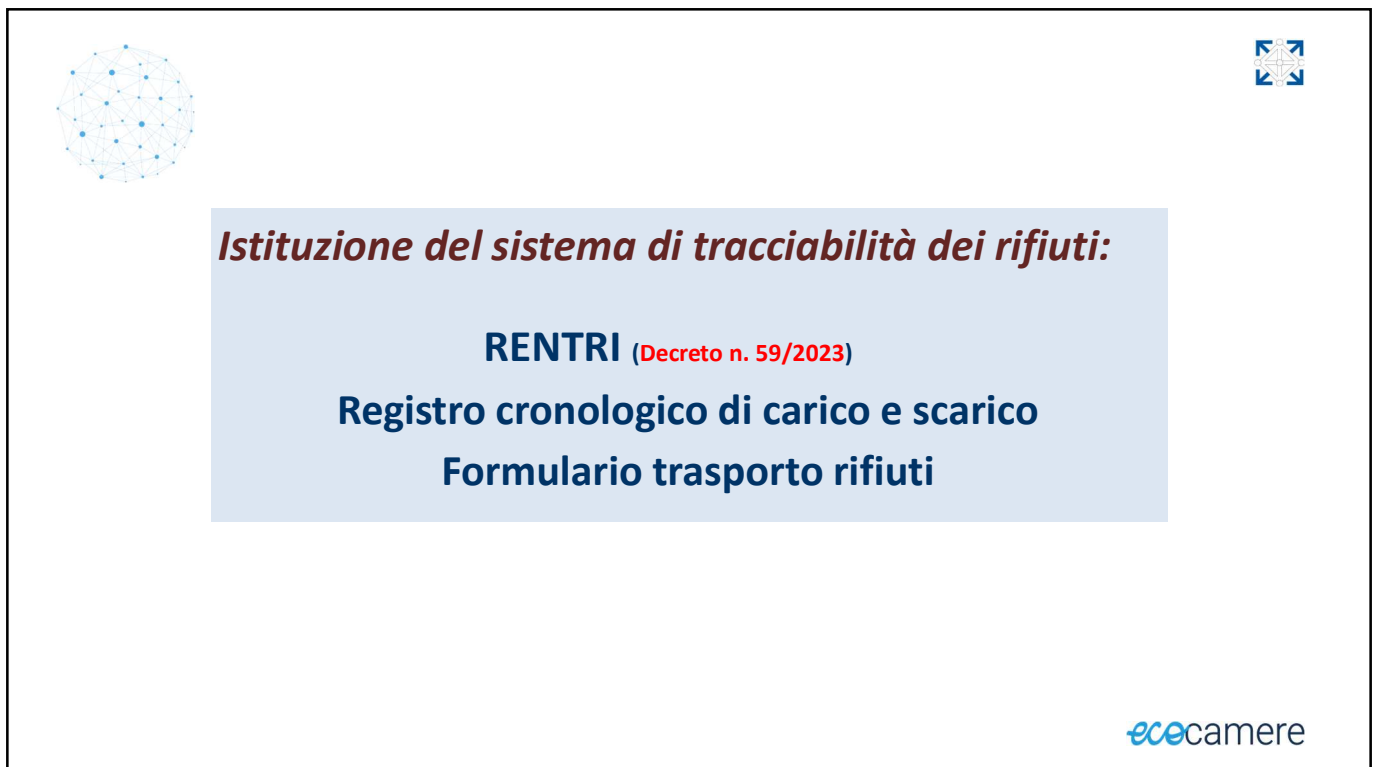 Istituzione del sistema di tracciabilità dei rifiuti:
RENTRI (Decreto n. 59/2023)
Registro cronologico di carico e scarico
Formulario trasporto rifiuti
ecocamere